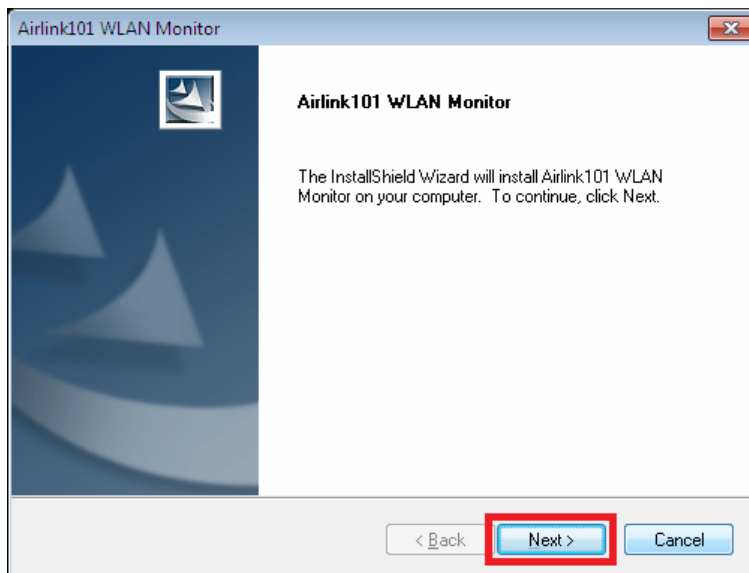 Airlink101 WLAN Monitor
Airlink101 WLAN Monitor
The InstallShield Wizard will install Airlink101 WLAN
Monitor on your computer. To continue, click Next.
< Back Next > Cancel